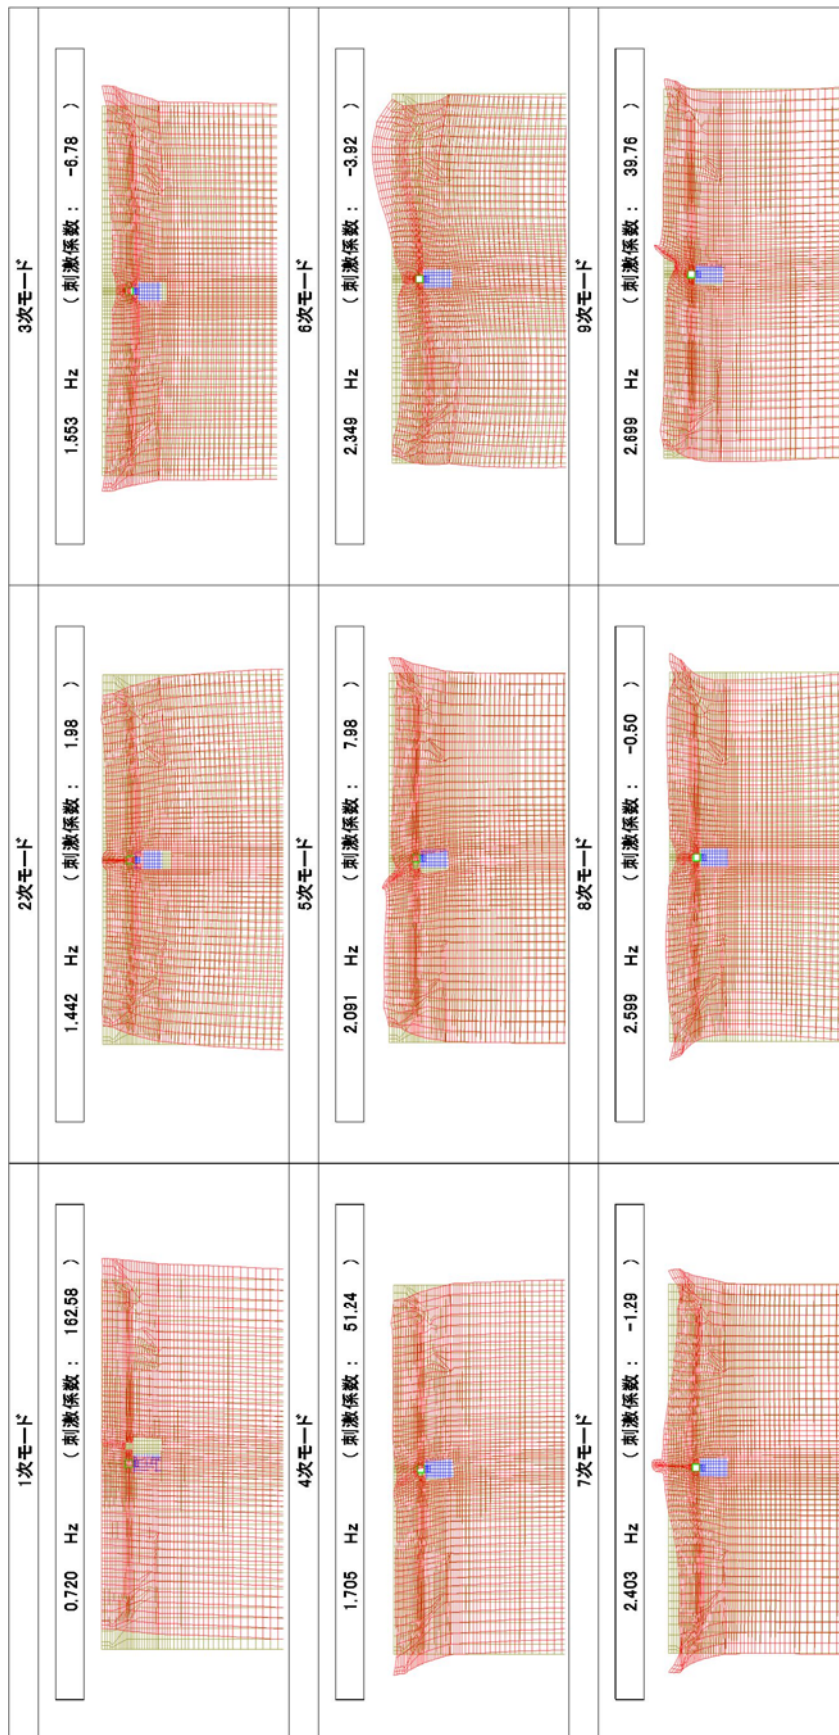 1次モード
0.720 Hz ( 刺激係数 : 162.58 )
2次モード
1.442 Hz ( 刺激係数 : 1.98 )
3次モード
1.553 Hz ( 刺激係数 : -6.78 )
4次モード
1.705 Hz ( 刺激係数 : 51.24 )
5次モード
2.091 Hz ( 刺激係数 : 7.98 )
6次モード
2.349 Hz ( 刺激係数 : -3.92 )
7次モード
2.403 Hz ( 刺激係数 : -1.29 )
8次モード
2.599 Hz ( 刺激係数 : -0.50 )
9次モード
2.699 Hz ( 刺激係数 : 39.76 )